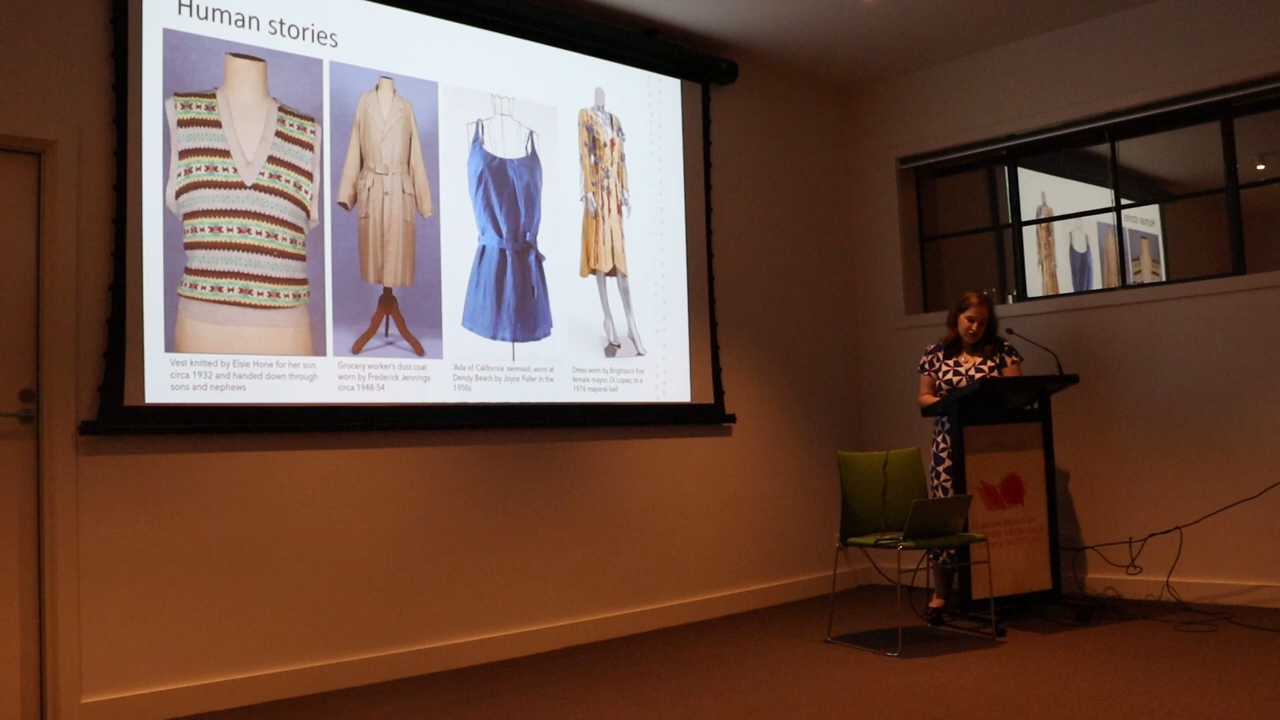 Human stories
Vest knitted by Elsie Hone for her son
circa 1932 and handed down through
sons and nephews
Grocery worker's dust coat
worn by Frederick Jennings
circa 1948-54
'Ada of California' swimsuit, worn at
Dendy Beach by Joyce Fuller in the
1950s
Dress worn by Brighton's first
female mayor, Di Lopez, to a
1976 mayoral ball